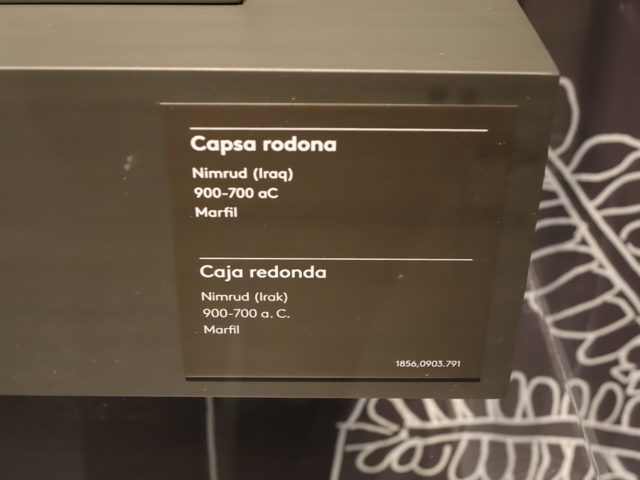 Capsa rodona
Nimrud (Iraq)
900-700 aC
Marfil
Caja redonda
Nimrud (Irak)
900-700 a. C.
Marfil
1856,0903.791